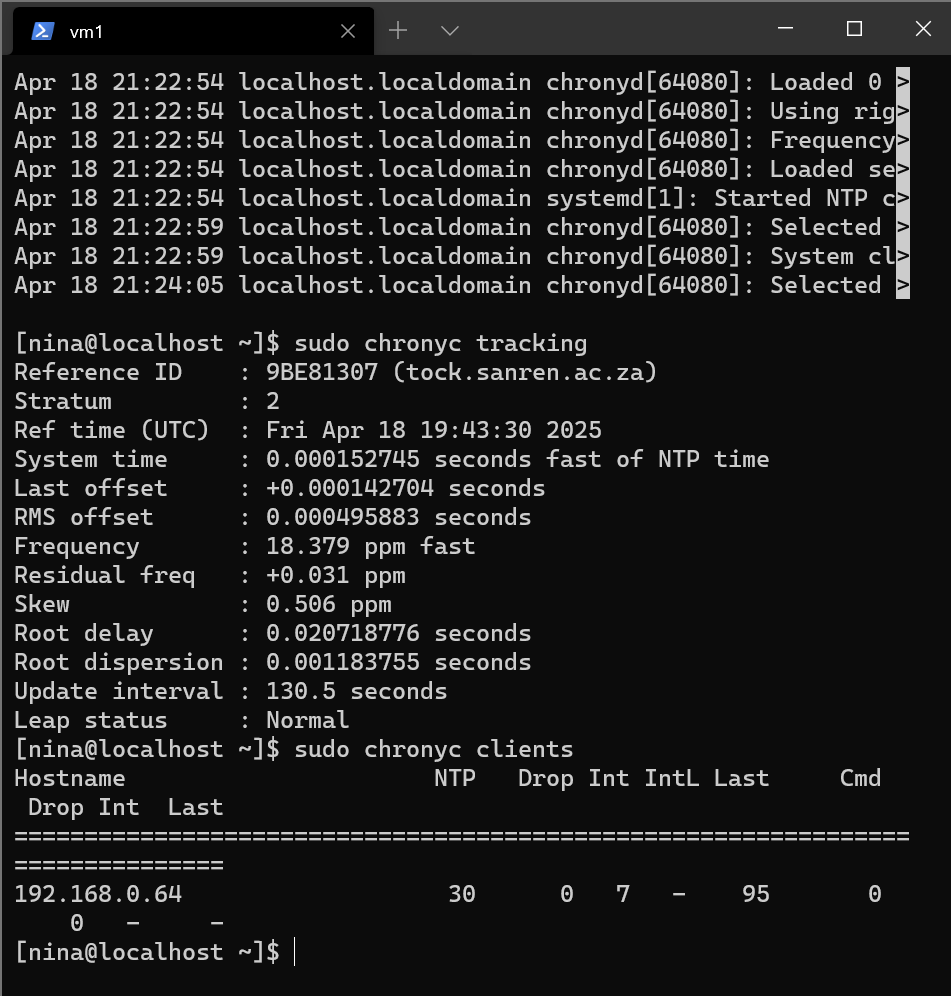 vm1
Apr 18 21:22:54 localhost.localdomain chronyd[64080]: Loaded 0 >
Apr 18 21:22:54 localhost.localdomain chronyd[64080]: Using rig>
Apr 18 21:22:54 localhost.localdomain chronyd[64080]: Frequency>
Apr 18 21:22:54 localhost.localdomain chronyd[64080]: Loaded se>
Apr 18 21:22:54 localhost.localdomain systemd[1]: Started NTP c>
Apr 18 21:22:59 localhost.localdomain chronyd[64080]: Selected >
Apr 18 21:22:59 localhost.localdomain chronyd[64080]: System cl>
Apr 18 21:24:05 localhost.localdomain chronyd[64080]: Selected >
[nina@localhost ~]$ sudo chronyc tracking
Reference ID    : 9BE81307 (tock.sanren.ac.za)
Stratum         : 2
Ref time (UTC)  : Fri Apr 18 19:43:30 2025
System time     : 0.000152745 seconds fast of NTP time
Last offset     : +0.000142704 seconds
RMS offset      : 0.000495883 seconds
Frequency       : 18.379 ppm fast
Residual freq   : +0.031 ppm
Skew            : 0.506 ppm
Root delay      : 0.020718776 seconds
Root dispersion : 0.001183755 seconds
Update interval : 130.5 seconds
Leap status     : Normal
[nina@localhost ~]$ sudo chronyc clients
Hostname                      NTP   Drop Int IntL Last     Cmd
 Drop Int  Last
================================================================
===============
192.168.0.64                   30      0   7   -    95       0
    0   -     -
[nina@localhost ~]$